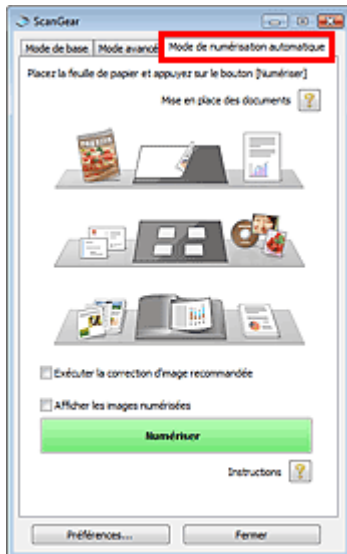 ScanGear
Mode de base Mode avancé Mode de numérisation automatique
Placez la feuille de papier et appuyez sur le bouton [Numériser]
Mise en place des documents
Exécuter la correction d'image recommandée
Afficher les images numérisées
Numériser
Instructions
Préférences... Fermer